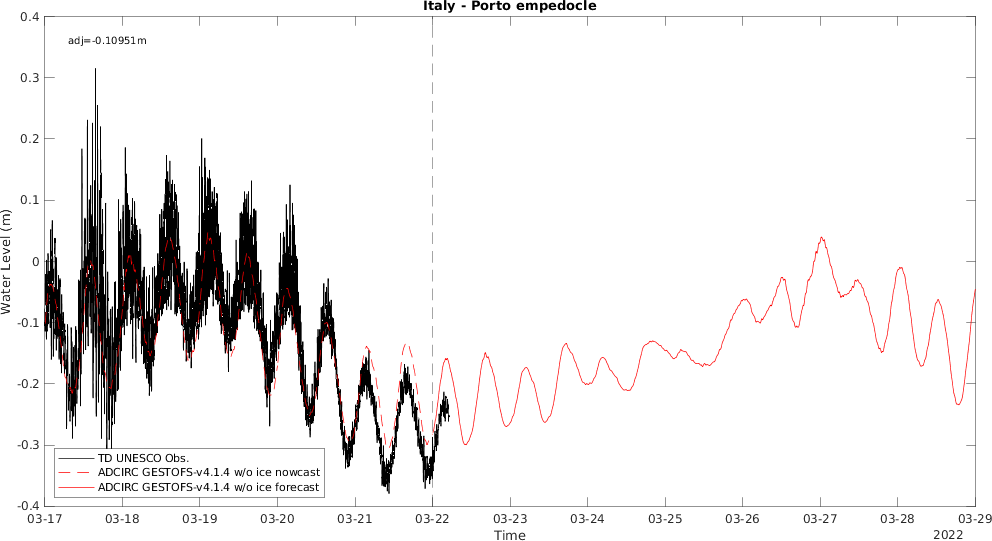 Italy - Porto empedocle
adj=-0.10951m
0.4
0.3
0.2
0.1
0
-0.1
-0.2
-0.3
-0.4
Water Level (m)
TD UNESCO Obs.
ADCIRC GESTOFS-v4.1.4 w/o ice nowcast
ADCIRC GESTOFS-v4.1.4 w/o ice forecast
03-17 03-18 03-19 03-20 03-21 03-22 03-23 03-24 03-25 03-26 03-27 03-28 03-29
Time
2022